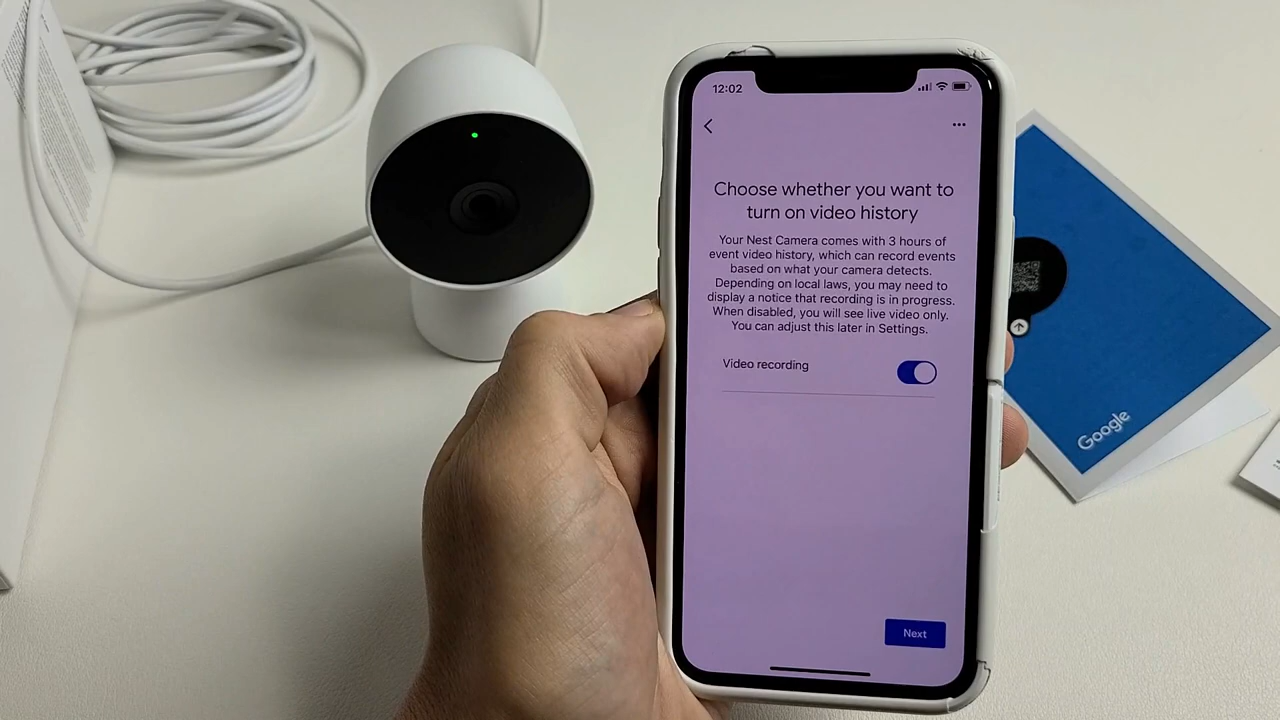 12:02
Choose whether you want to
turn on video history
Your Nest Camera comes with 3 hours of
event video history, which can record events
based on what your camera detects.
Depending on local laws, you may need to
display a notice that recording is in progress.
When disabled, you will see live video only.
You can adjust this later in Settings.
Video recording
Next
Google